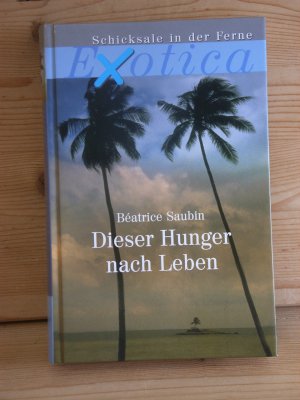 Schicksale in der Ferne
Exotica
Béatrice Saubin
Dieser Hunger
nach Leben